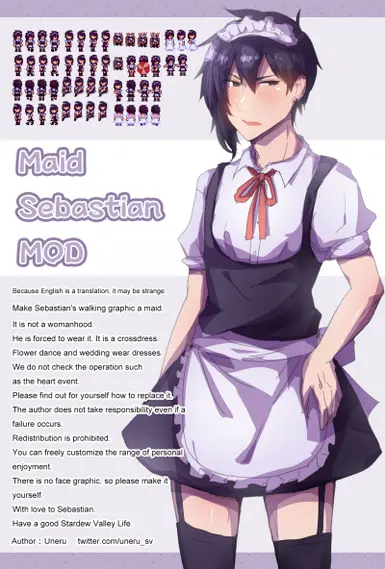 Maid
Sebastian
MOD
Because English is a translation, it may be strange.
Make Sebastian's walking graphic a maid.
It is not a womanhood.
He is forced to wear it. It is a crossdress.
Flower dance and wedding wear dresses.
We do not check the operation such
as the heart event.
Please find out for yourself how to replace it.
The author does not take responsibility even if a
failure occurs.
Redistribution is prohibited.
You can freely customize the range of personal
enjoyment.
There is no face graphic, so please make it
yourself.
With love to Sebastian.
Have a good Stardew Valley Life.
Author：Uneru twitter.com/uneru_sv